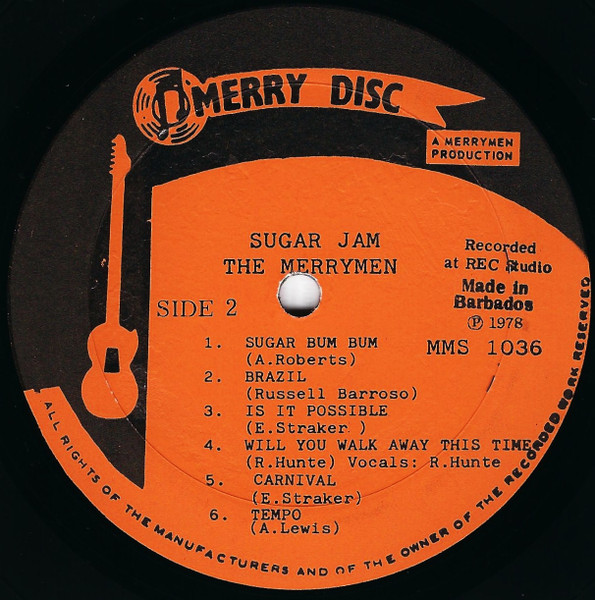 MERRY DISC
A MERRYMEN
PRODUCTION
SUGAR JAM
THE MERRYMEN
Recorded
at REC Studio
Made in
Barbados
℗ 1978
MMS 1036
SIDE 2
1. SUGAR BUM BUM
(A.Roberts)
2. BRAZIL
(Russell Barroso)
3. IS IT POSSIBLE
(E.Straker )
4. WILL YOU WALK AWAY THIS TIME
(R.Hunte) Vocals: R.Hunte
5. CARNIVAL
(E.Straker)
6. TEMPO
(A.Lewis)
ALL RIGHTS OF THE MANUFACTURERS AND OF THE OWNER OF THE RECORDED WORK RESERVED